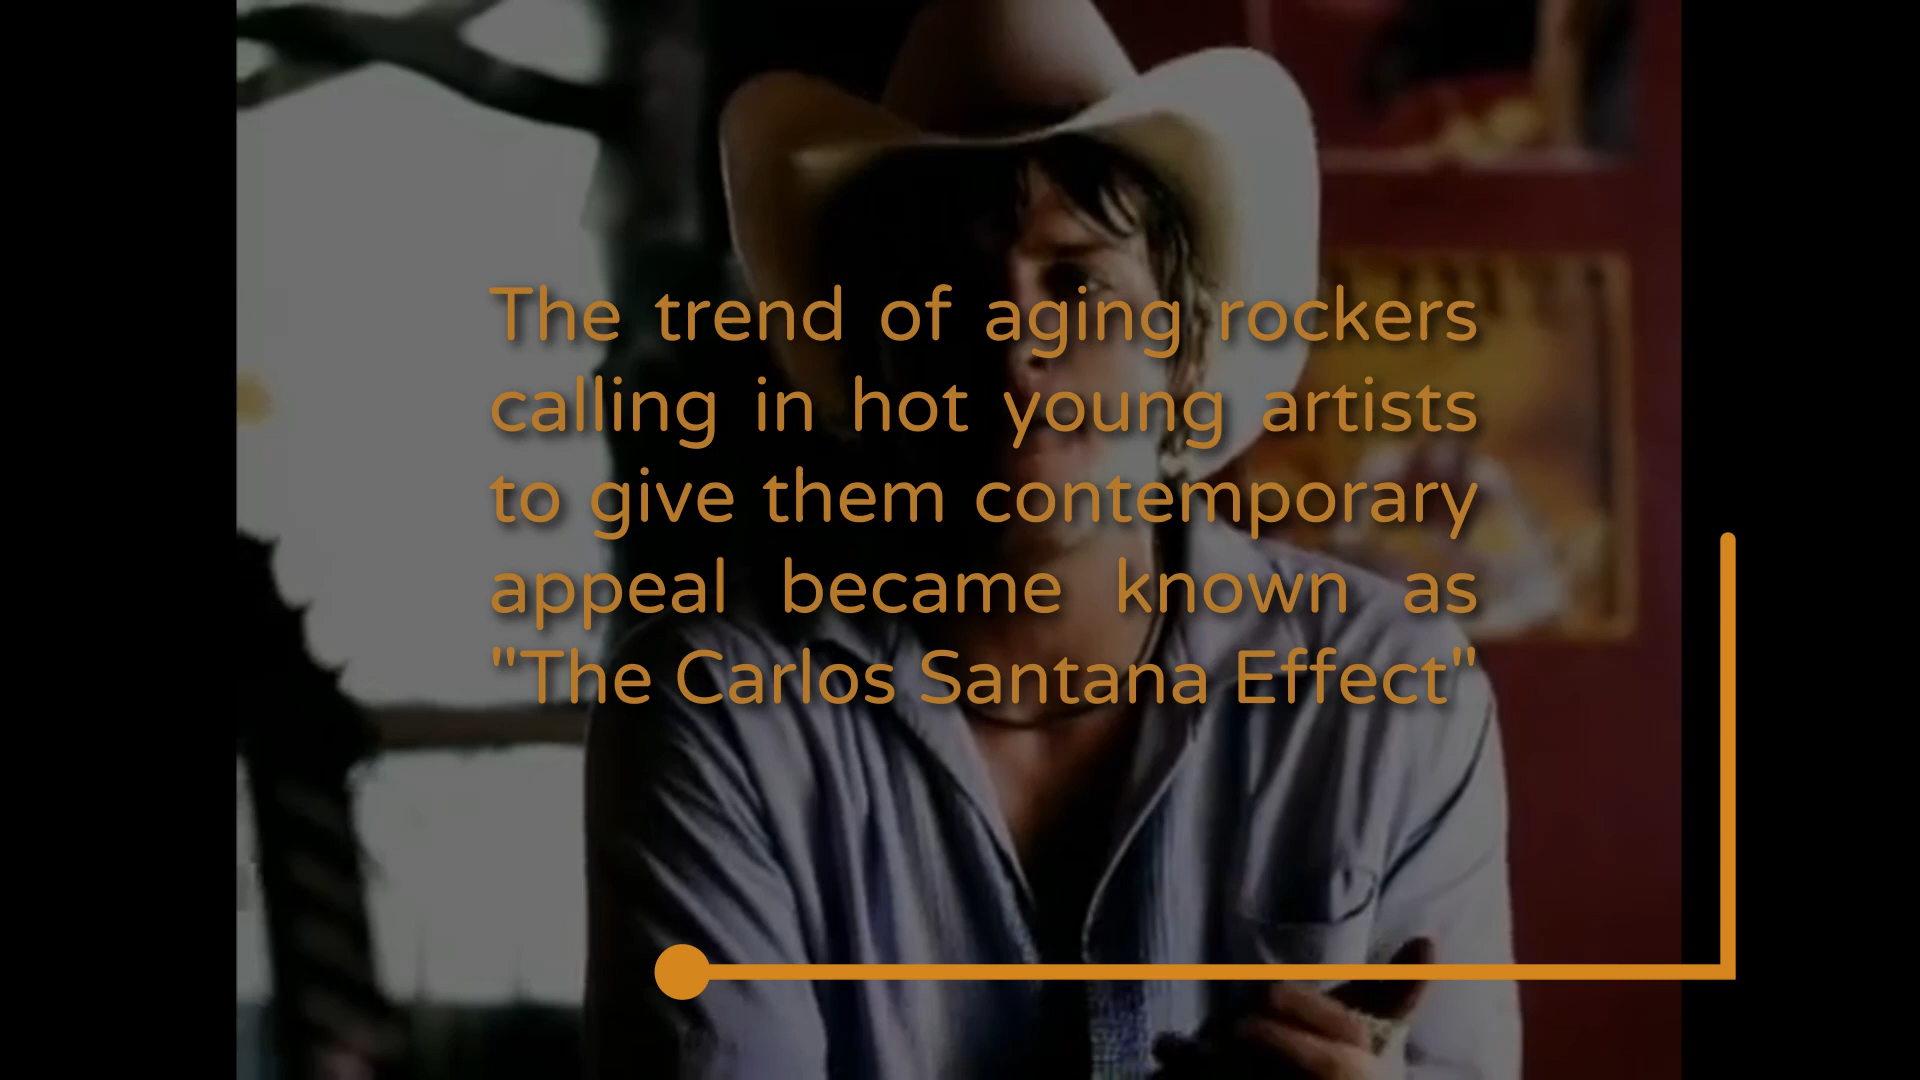 The trend of aging rockers
calling in hot young artists
to give them contemporary
appeal became known as
"The Carlos Santana Effect"